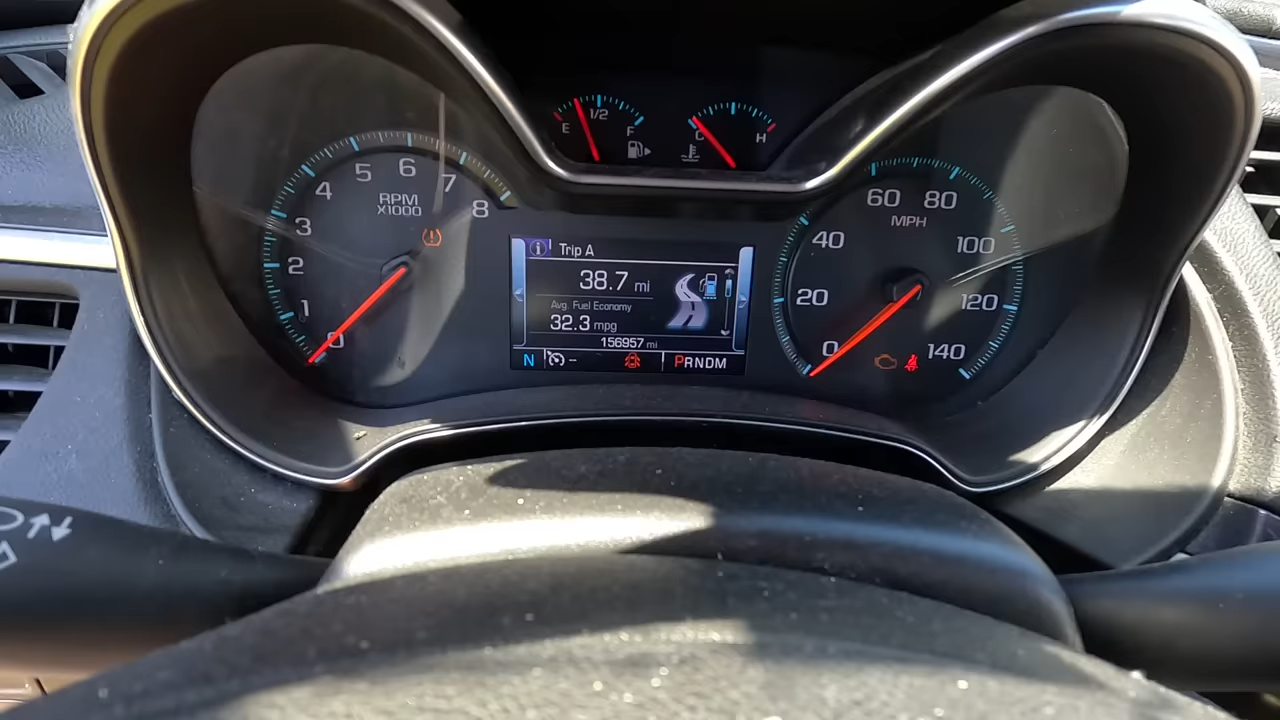 E 1/2 F
C H
4 5 6 7 8
3
2
1
0
RPM
X1000
Trip A
38.7 mi
Avg. Fuel Economy
32.3 mpg
156957 mi
N
PRNDM
60 80
MPH
40 100
20 120
0 140